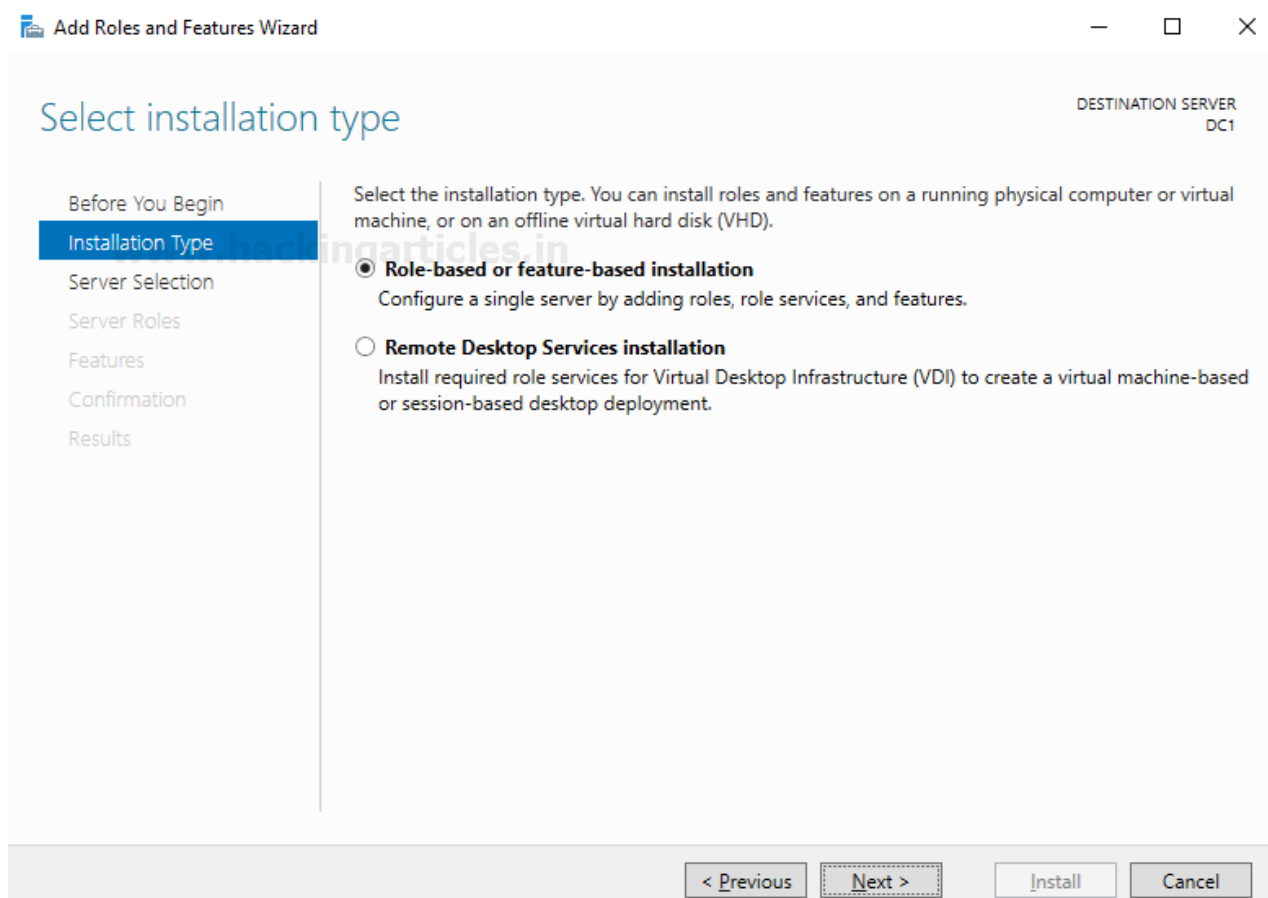 Add Roles and Features Wizard
Select installation type
DESTINATION SERVER
DC1
Before You Begin
Installation Type
Server Selection
Server Roles
Features
Confirmation
Results
Select the installation type. You can install roles and features on a running physical computer or virtual
machine, or on an offline virtual hard disk (VHD).
www.hackingarticles.in
Role-based or feature-based installation
Configure a single server by adding roles, role services, and features.
Remote Desktop Services installation
Install required role services for Virtual Desktop Infrastructure (VDI) to create a virtual machine-based
or session-based desktop deployment.
< Previous
Next >
Install
Cancel